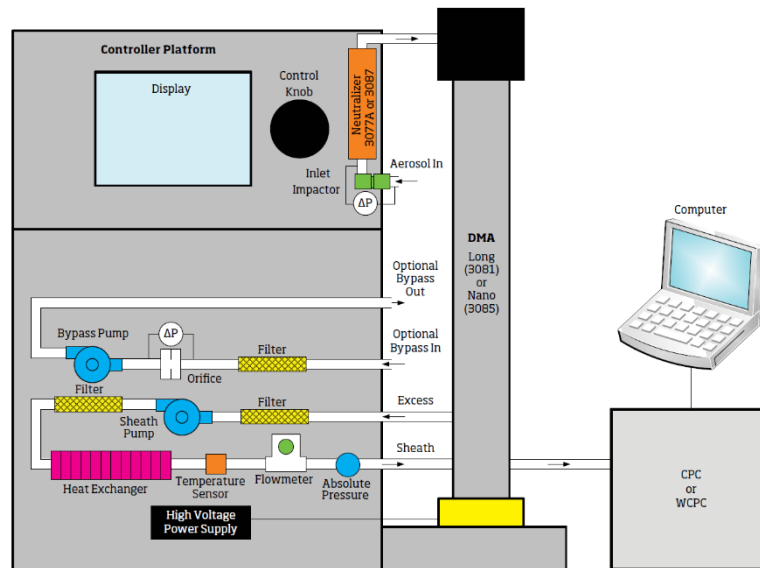 Controller Platform
Display
Control
Knob
Neutralizer
3077A or 3087
Inlet
Impactor
Aerosol In
ΔP
DMA
Long
(3081)
or
Nano
(3085)
Computer
Optional
Bypass
Out
Bypass Pump
ΔP
Filter
Optional
Bypass In
Orifice
Filter
Sheath
Pump
Filter
Excess
Sheath
Heat Exchanger
Temperature
Sensor
Flowmeter
Absolute
Pressure
High Voltage
Power Supply
CPC
or
WCPC